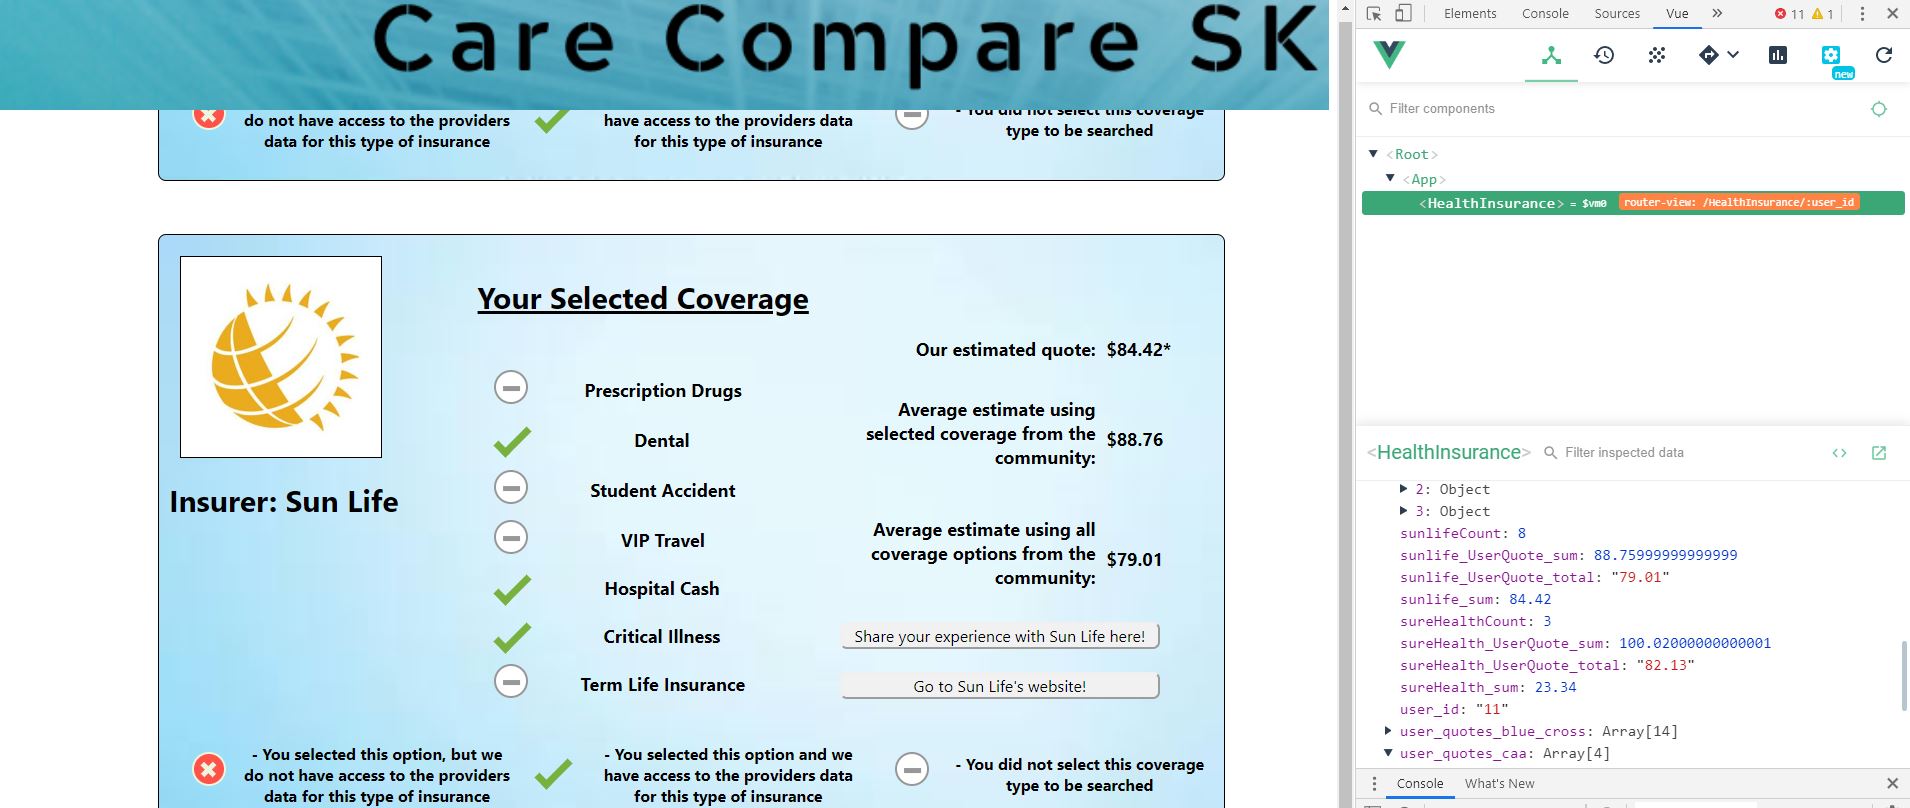 Care Compare SK
do not have access to the providers
data for this type of insurance
have access to the providers data
for this type of insurance
- You did not select this coverage
type to be searched
Your Selected Coverage
Our estimated quote: $84.42*
Prescription Drugs
Average estimate using
selected coverage from the
community:
$88.76
Dental
Student Accident
Insurer: Sun Life
VIP Travel
Average estimate using all
coverage options from the
community:
$79.01
Hospital Cash
Critical Illness
Share your experience with Sun Life here!
Term Life Insurance
Go to Sun Life's website!
- You selected this option, but we
do not have access to the providers
data for this type of insurance
- You selected this option and we
have access to the providers data
for this type of insurance
- You did not select this coverage
type to be searched
Elements Console Sources Vue 11 1
new
Filter components
<Root>
<App>
<HealthInsurance> = $vm0 router-view: /HealthInsurance/:user_id
<HealthInsurance> Filter inspected data
2: Object
3: Object
sunlifeCount: 8
sunlife_UserQuote_sum: 88.75999999999999
sunlife_UserQuote_total: "79.01"
sunlife_sum: 84.42
sureHealthCount: 3
sureHealth_UserQuote_sum: 100.02000000000001
sureHealth_UserQuote_total: "82.13"
sureHealth_sum: 23.34
user_id: "11"
user_quotes_blue_cross: Array[14]
user_quotes_caa: Array[4]
Console What's New